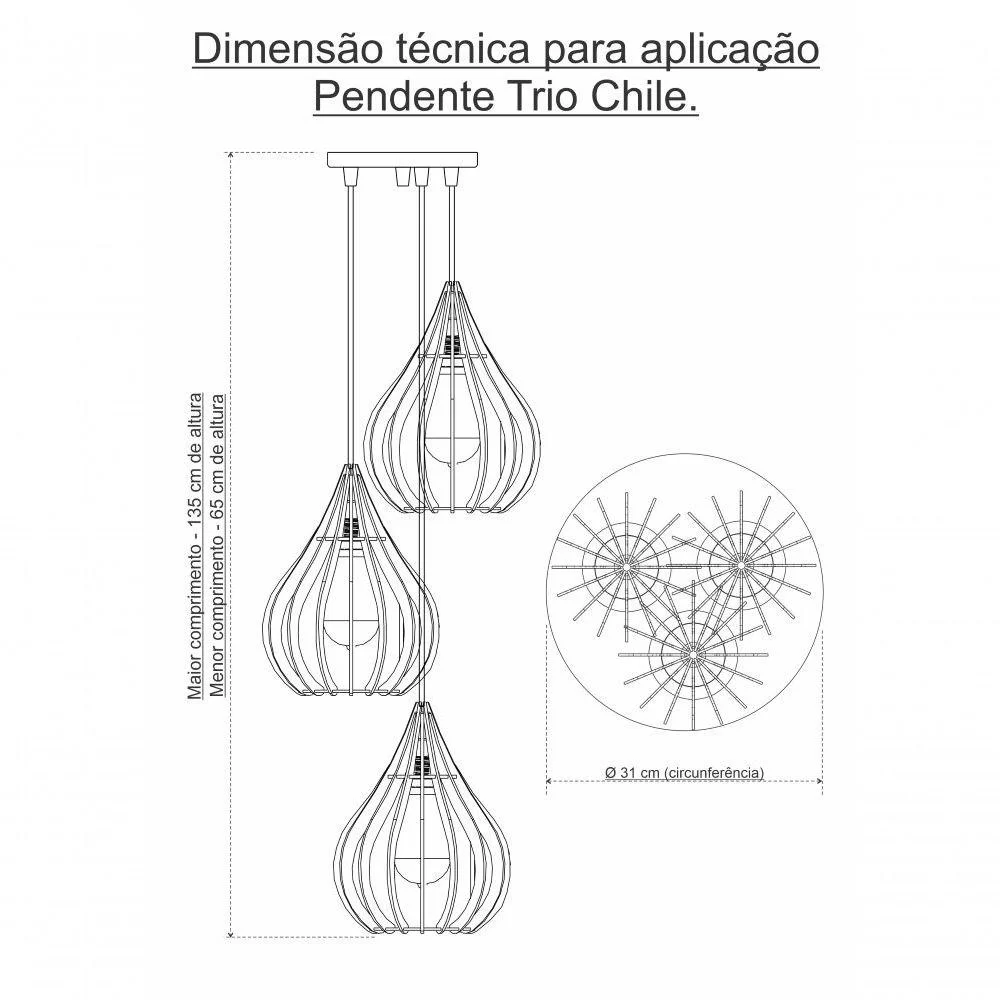 Dimensão técnica para aplicação
Pendente Trio Chile.
Maior comprimento - 135 cm de altura
Menor comprimento - 65 cm de altura
Ø 31 cm (circunferência)